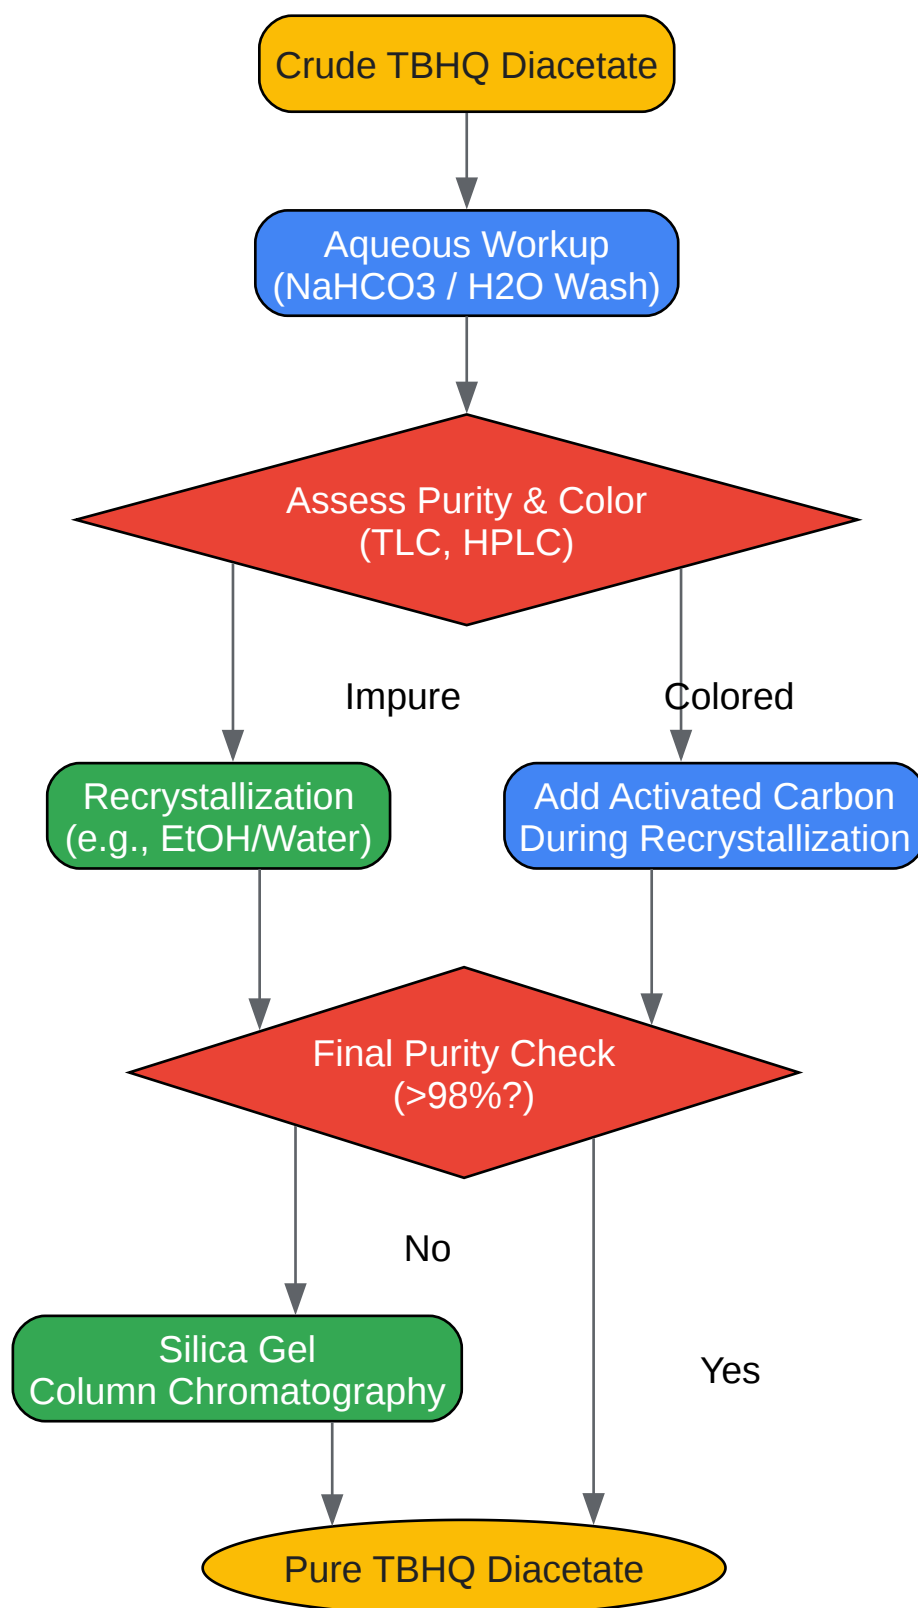 Crude TBHQ Diacetate
Aqueous Workup
(NaHCO3 / H2O Wash)
Assess Purity & Color
(TLC, HPLC)
Impure
Colored
Recrystallization
(e.g., EtOH/Water)
Add Activated Carbon
During Recrystallization
Final Purity Check
(>98%?)
No
Silica Gel
Column Chromatography
Yes
Pure TBHQ Diacetate